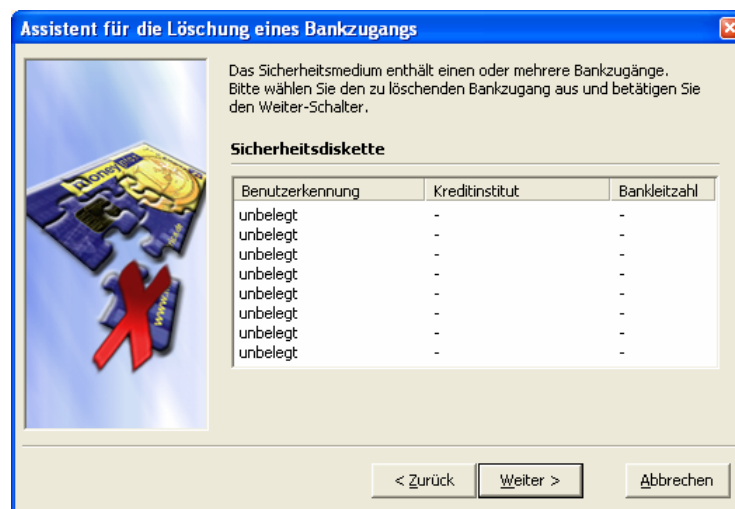 Assistent für die Löschung eines Bankzugangs
Das Sicherheitsmedium enthält einen oder mehrere Bankzugänge.
Bitte wählen Sie den zu löschenden Bankzugang aus und betätigen Sie
den Weiter-Schalter.
Sicherheitsdiskette
Benutzerkennung Kreditinstitut Bankleitzahl
unbelegt - -
unbelegt - -
unbelegt - -
unbelegt - -
unbelegt - -
unbelegt - -
unbelegt - -
unbelegt - -
< Zurück Weiter > Abbrechen